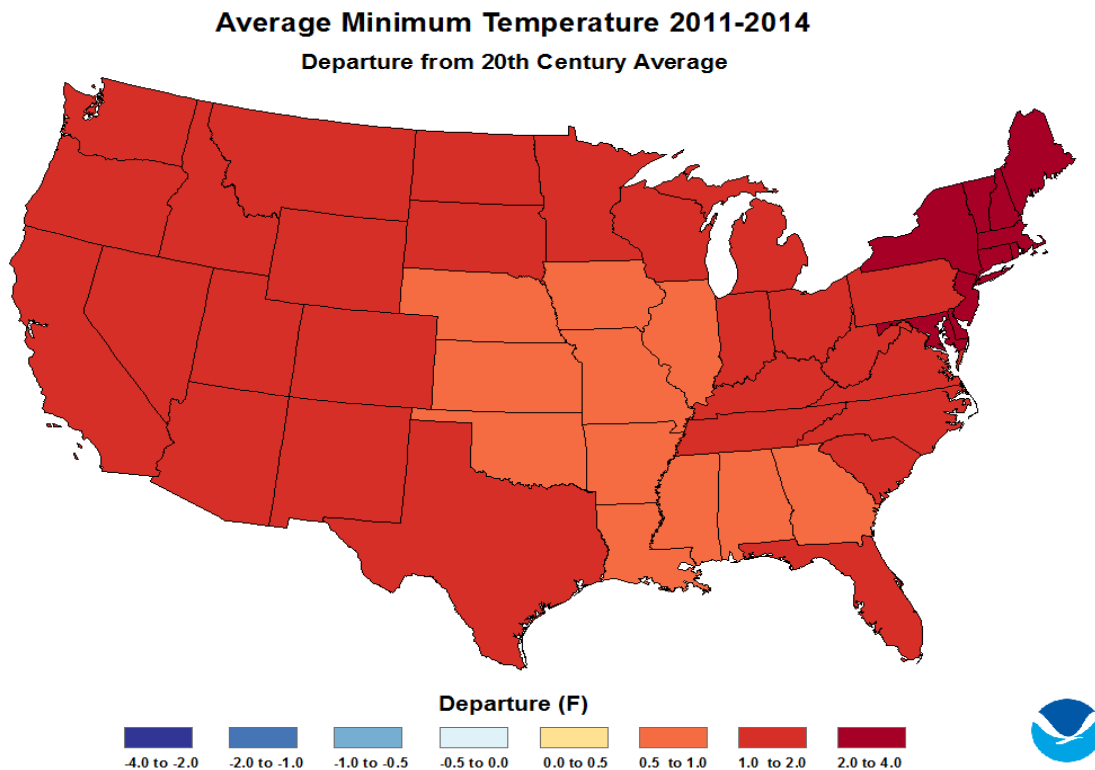 Average Minimum Temperature 2011-2014
Departure from 20th Century Average
Departure (F)
-4.0 to -2.0 -2.0 to -1.0 -1.0 to -0.5 -0.5 to 0.0 0.0 to 0.5 0.5 to 1.0 1.0 to 2.0 2.0 to 4.0